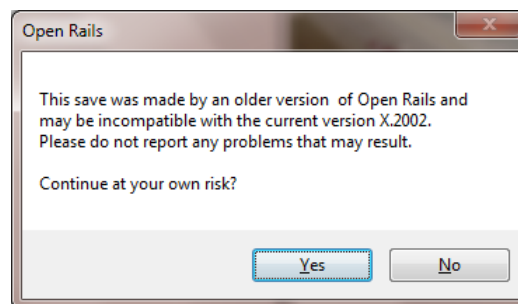 Open Rails
This save was made by an older version  of Open Rails and
may be incompatible with the current version X.2002.
Please do not report any problems that may result.
Continue at your own risk?
Yes
No